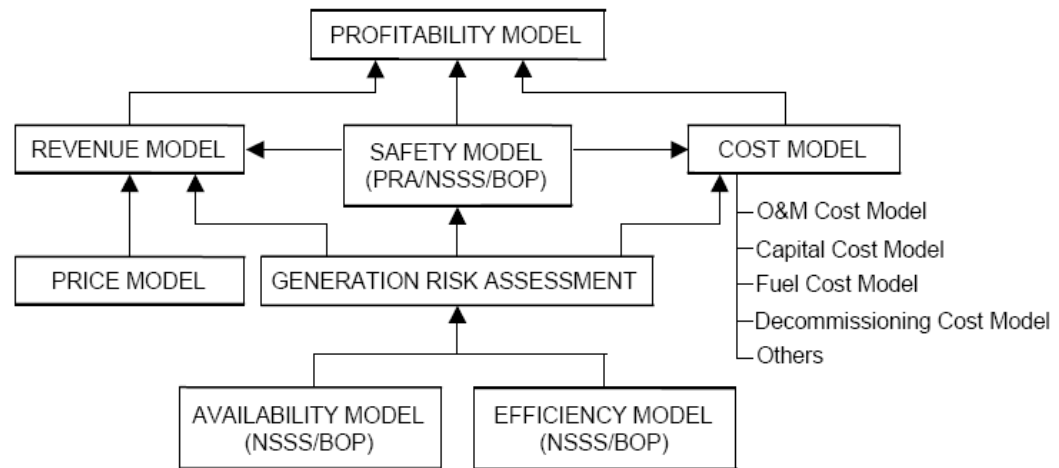 PROFITABILITY MODEL
REVENUE MODEL
SAFETY MODEL
(PRA/NSSS/BOP)
COST MODEL
O&M Cost Model
Capital Cost Model
Fuel Cost Model
Decommissioning Cost Model
Others
PRICE MODEL
GENERATION RISK ASSESSMENT
AVAILABILITY MODEL
(NSSS/BOP)
EFFICIENCY MODEL
(NSSS/BOP)